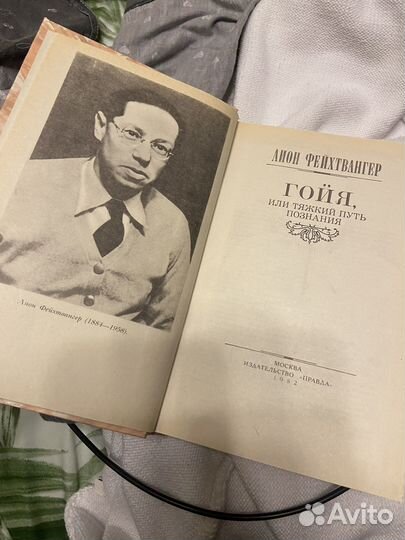 Лион Фейхтвангер (1884—1958).
ЛИОН ФЕЙХТВАНГЕР
ГОЙЯ,
ИЛИ ТЯЖКИЙ ПУТЬ
ПОЗНАНИЯ
МОСКВА
ИЗДАТЕЛЬСТВО «ПРАВДА»
1982
Avito